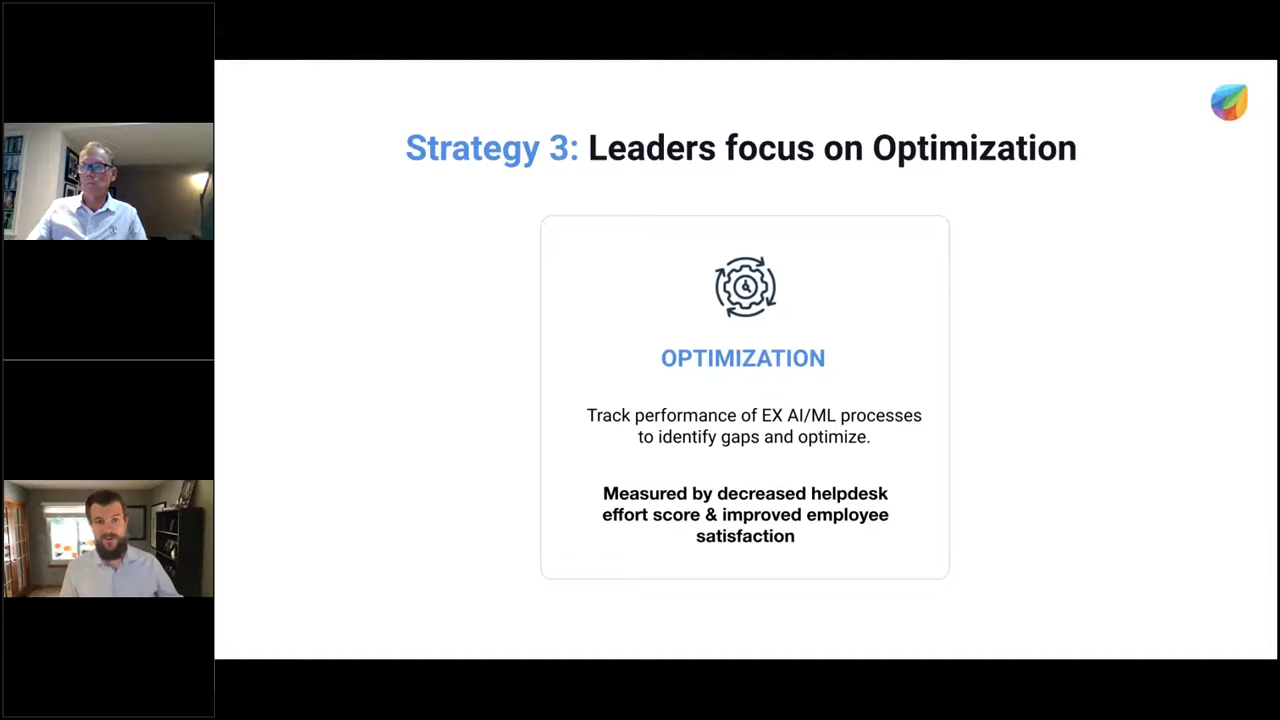 Strategy 3: Leaders focus on Optimization
OPTIMIZATION
Track performance of EX AI/ML processes
to identify gaps and optimize.
Measured by decreased helpdesk
effort score & improved employee
satisfaction